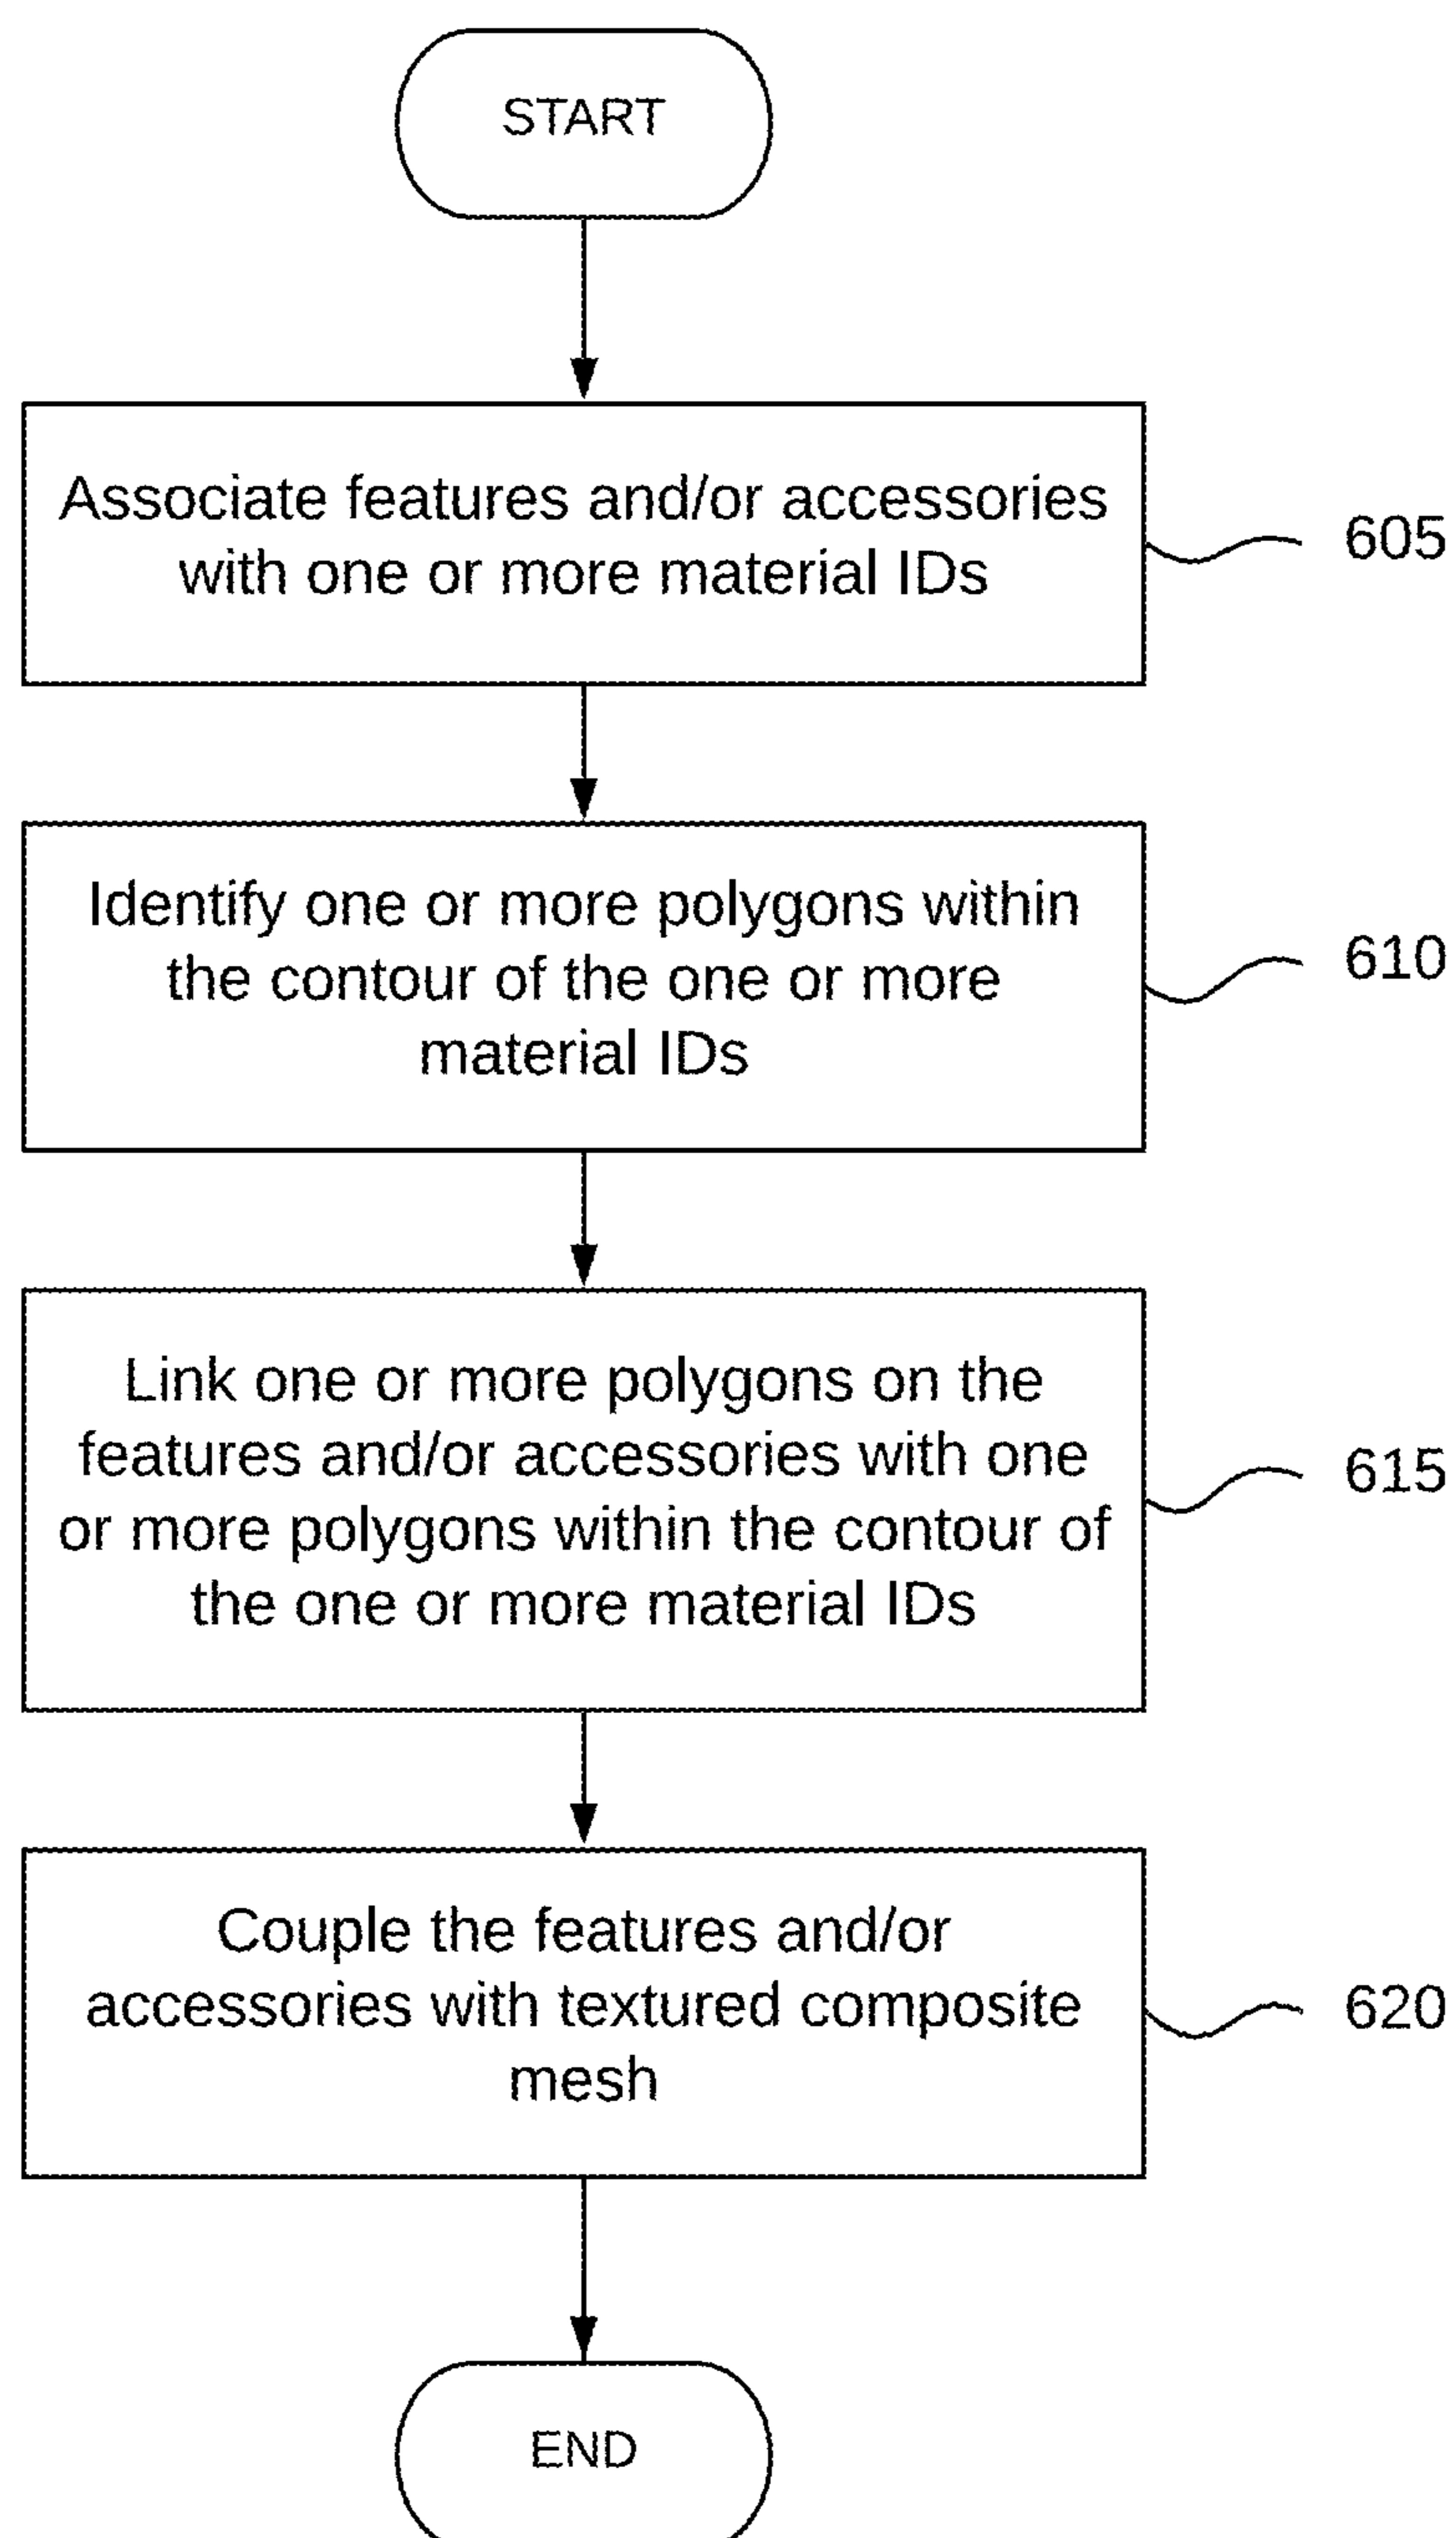 START
Associate features and/or accessories
with one or more material IDs
605
Identify one or more polygons within
the contour of the one or more
material IDs
610
Link one or more polygons on the
features and/or accessories with one
or more polygons within the contour of
the one or more material IDs
615
Couple the features and/or
accessories with textured composite
mesh
620
END